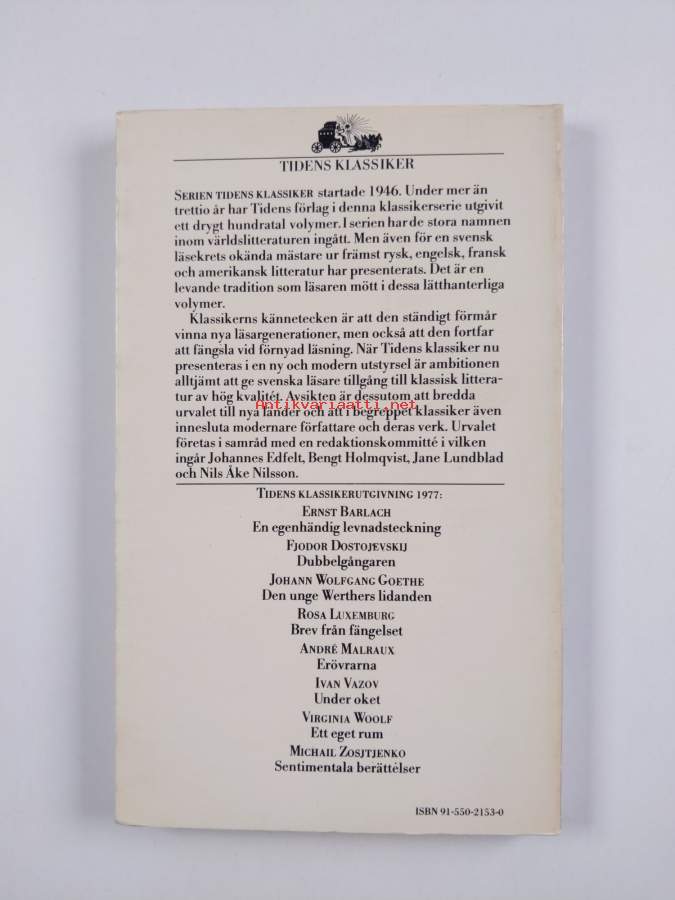 TIDENS KLASSIKER
SERIEN TIDENS KLASSIKER startade 1946. Under mer än
trettio år har Tidens förlag i denna klassikerserie utgivit
ett drygt hundratal volymer. I serien har de stora namnen
inom världslitteraturen ingått. Men även för en svensk
läsekrets okända mästare ur främst rysk, engelsk, fransk
och amerikansk litteratur har presenterats. Det är en
levande tradition som läsaren mött i dessa lätthanterliga
volymer.
Klassikerns kännetecken är att den ständigt förmår
vinna nya läsargenerationer, men också att den fortfar
att fängsla vid förnyad läsning. När Tidens klassiker nu
presenteras i en ny och modern utstyrsel är ambitionen
alltjämt att ge svenska läsare tillgång till klassisk littera-
tur av hög kvalitét. Avsikten är dessutom att bredda
Antikvariaatti.net
urvalet till nya länder och att i begreppet klassiker även
innesluta modernare författare och deras verk. Urvalet
företas i samråd med en redaktionskommitté i vilken
ingår Johannes Edfelt, Bengt Holmqvist, Jane Lundblad
och Nils Åke Nilsson.
TIDENS KLASSIKERUTGIVNING 1977:
ERNST BARLACH
En egenhändig levnadsteckning
FJODOR DOSTOJEVSKIJ
Dubbelgångaren
JOHANN WOLFGANG GOETHE
Den unge Werthers lidanden
ROSA LUXEMBURG
Brev från fängelset
ANDRÉ MALRAUX
Erövrarna
IVAN VAZOV
Under oket
VIRGINIA WOOLF
Ett eget rum
MICHAIL ZOSJTJENKO
Sentimentala berättelser
ISBN 91-550-2153-0